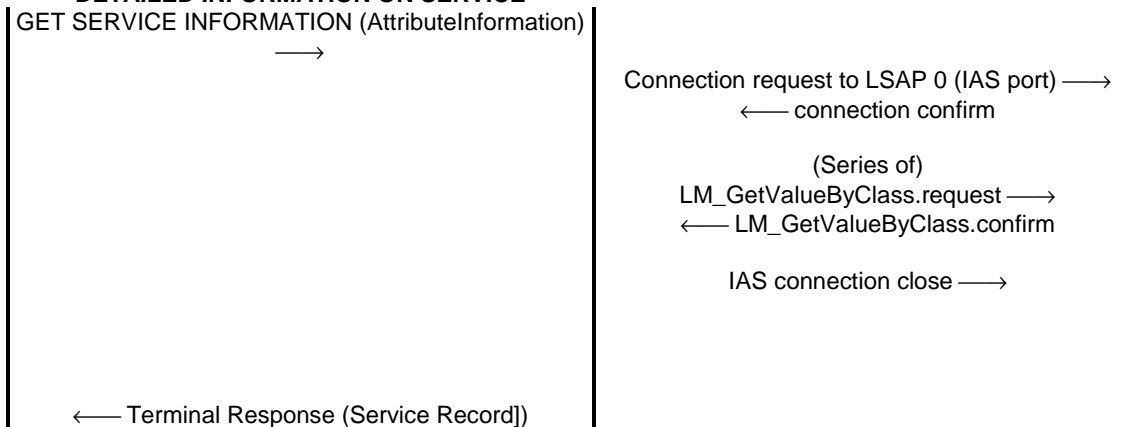 DETAILED INFORMATION ON SERVICE
GET SERVICE INFORMATION (AttributeInformation)
⟶
Connection request to LSAP 0 (IAS port) ⟶
⟵ connection confirm
(Series of)
LM_GetValueByClass.request ⟶
⟵ LM_GetValueByClass.confirm
IAS connection close ⟶
⟵ Terminal Response (Service Record])